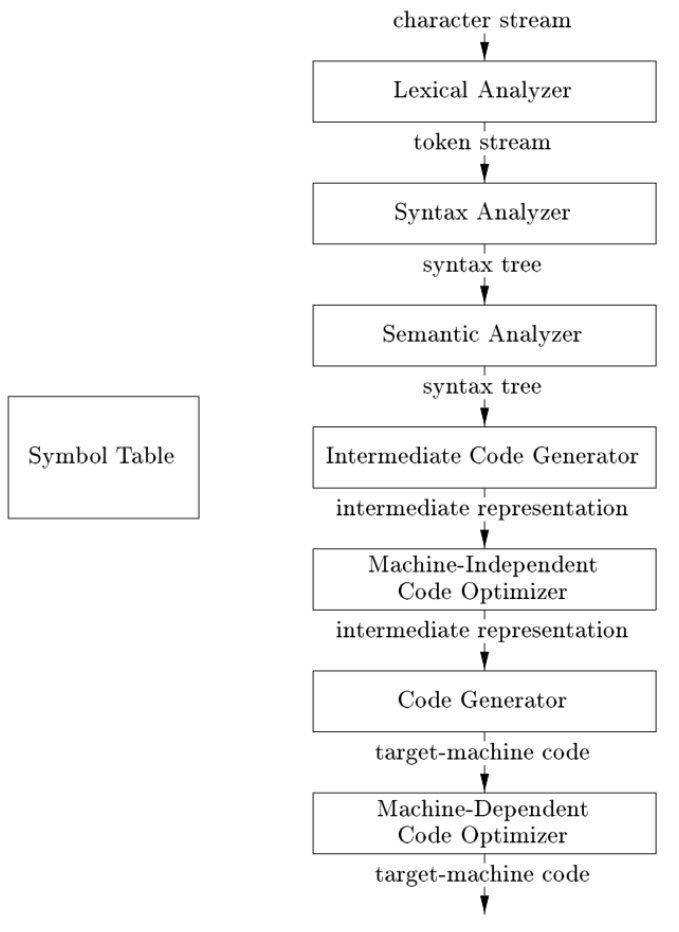 character stream
Lexical Analyzer
token stream
Syntax Analyzer
syntax tree
Semantic Analyzer
syntax tree
Symbol Table
Intermediate Code Generator
intermediate representation
Machine-Independent
Code Optimizer
intermediate representation
Code Generator
target-machine code
Machine-Dependent
Code Optimizer
target-machine code